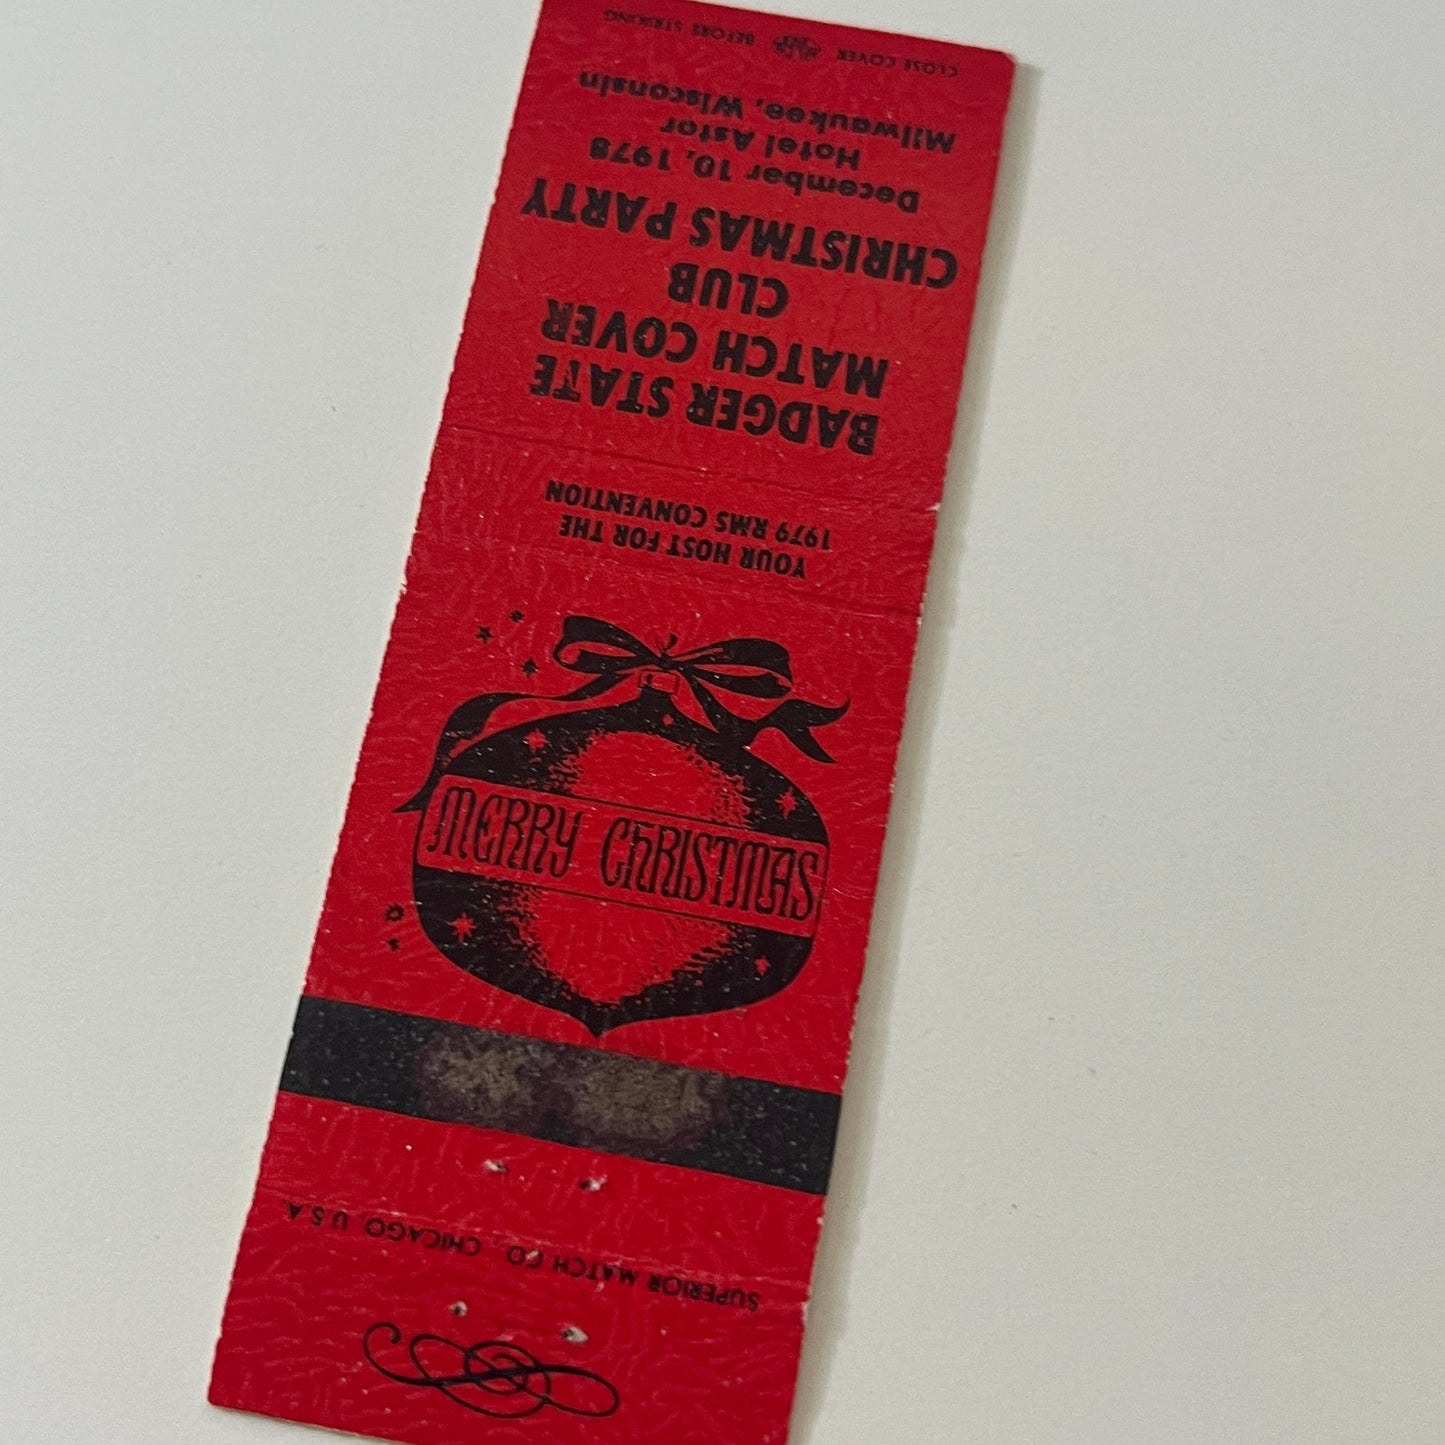 CLOSE COVER BEFORE STRIKING
Milwaukee, Wisconsin
Hotel Astor
December 10, 1978
CHRISTMAS PARTY
CLUB
MATCH COVER
BADGER STATE
1979 RMS CONVENTION
YOUR HOST FOR THE
MERRY CHRISTMAS
SUPERIOR MATCH CO., CHICAGO, U.S.A.